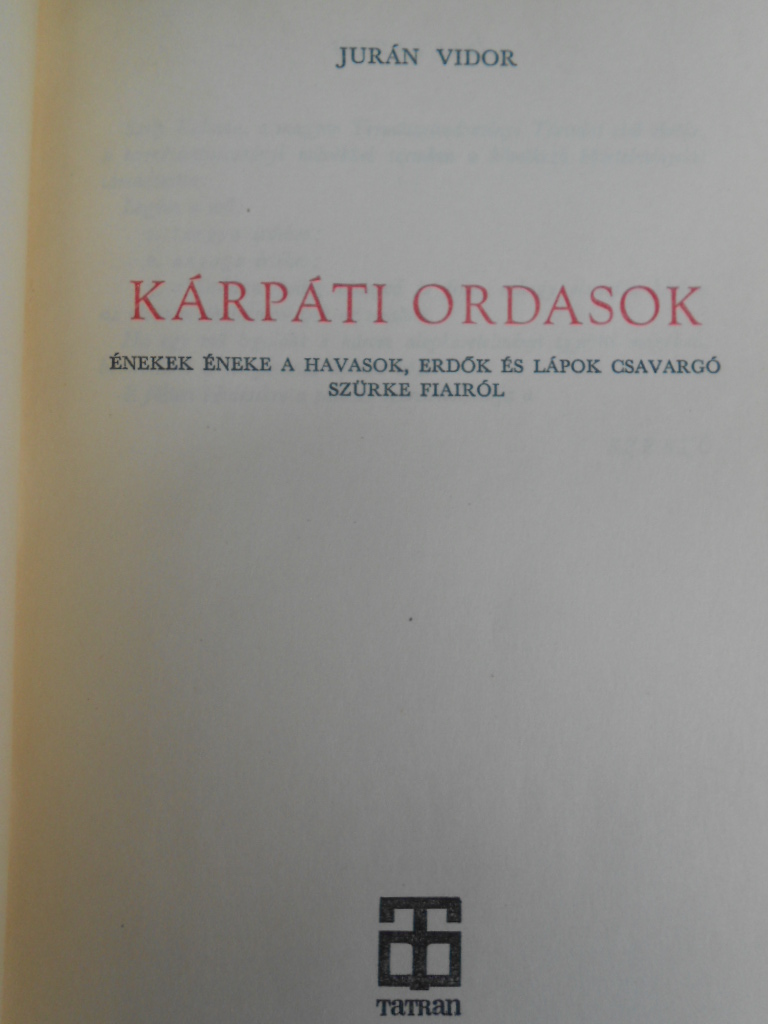 JURÁN VIDOR
KÁRPÁTI ORDASOK
ÉNEKEK ÉNEKE A HAVASOK, ERDŐK ÉS LÁPOK CSAVARGÓ
SZÜRKE FIAIRÓL
TATRAN